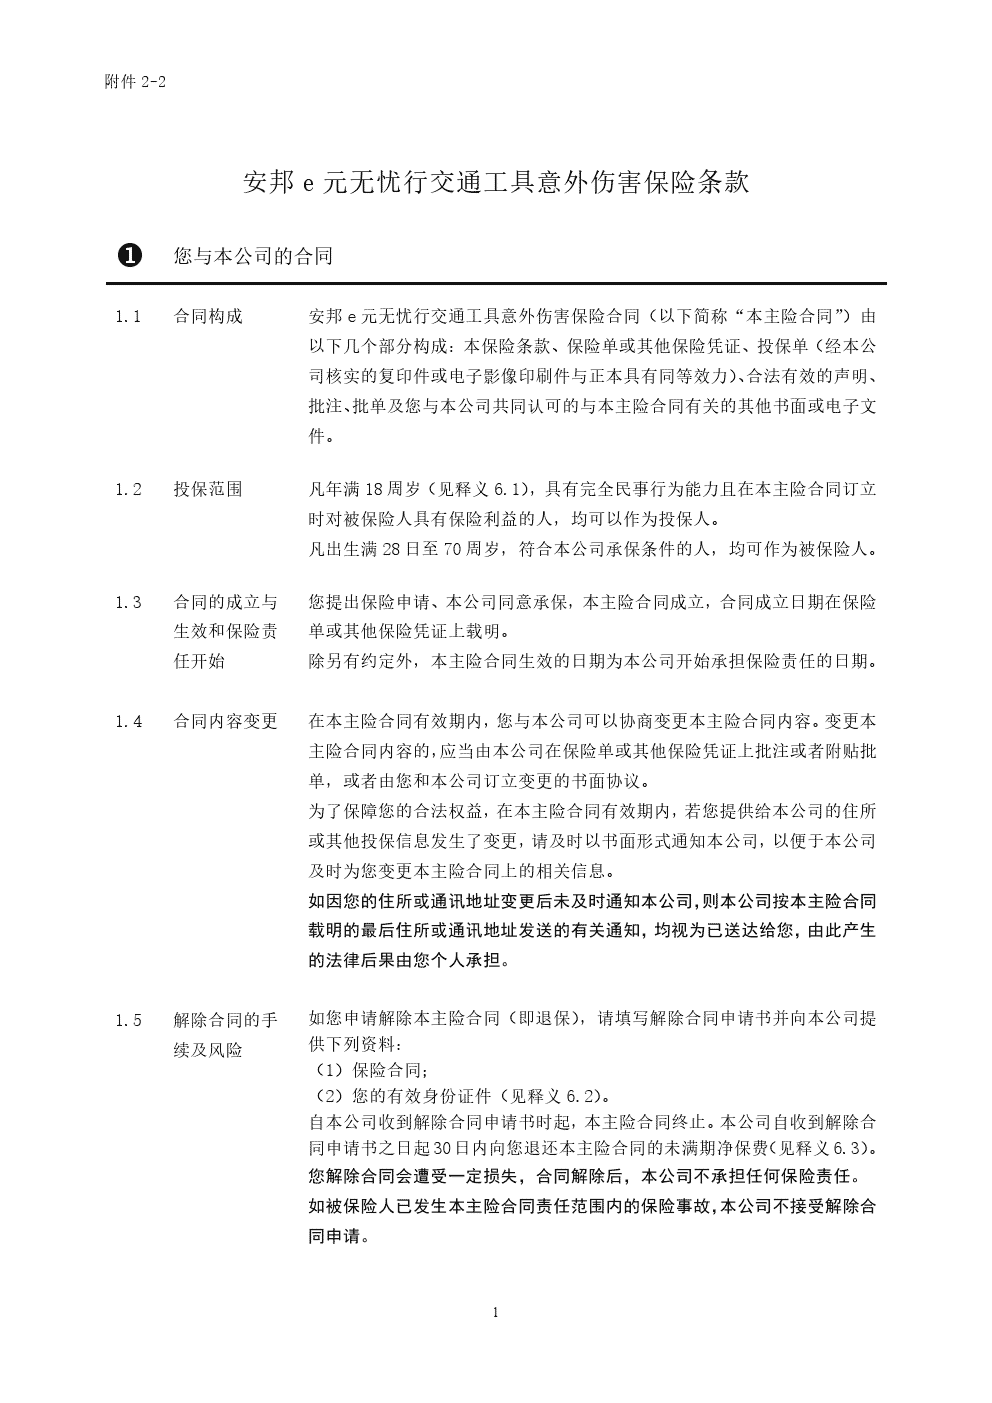 附件 2-2
安邦 e 元无忧行交通工具意外伤害保险条款
❶ 您与本公司的合同
1.1 合同构成 安邦 e 元无忧行交通工具意外伤害保险合同（以下简称“本主险合同”）由
以下几个部分构成：本保险条款、保险单或其他保险凭证、投保单（经本公
司核实的复印件或电子影像印刷件与正本具有同等效力）、合法有效的声明、
批注、批单及您与本公司共同认可的与本主险合同有关的其他书面或电子文
件。
1.2 投保范围 凡年满 18 周岁（见释义 6.1），具有完全民事行为能力且在本主险合同订立
时对被保险人具有保险利益的人，均可以作为投保人。
凡出生满 28 日至 70 周岁，符合本公司承保条件的人，均可作为被保险人。
1.3 合同的成立与 您提出保险申请、本公司同意承保，本主险合同成立，合同成立日期在保险
生效和保险责 单或其他保险凭证上载明。
任开始 除另有约定外，本主险合同生效的日期为本公司开始承担保险责任的日期。
1.4 合同内容变更 在本主险合同有效期内，您与本公司可以协商变更本主险合同内容。变更本
主险合同内容的，应当由本公司在保险单或其他保险凭证上批注或者附贴批
单，或者由您和本公司订立变更的书面协议。
为了保障您的合法权益，在本主险合同有效期内，若您提供给本公司的住所
或其他投保信息发生了变更，请及时以书面形式通知本公司，以便于本公司
及时为您变更本主险合同上的相关信息。
如因您的住所或通讯地址变更后未及时通知本公司，则本公司按本主险合同
载明的最后住所或通讯地址发送的有关通知，均视为已送达给您，由此产生
的法律后果由您个人承担。
1.5 解除合同的手 如您申请解除本主险合同（即退保），请填写解除合同申请书并向本公司提
续及风险 供下列资料：
（1）保险合同；
（2）您的有效身份证件（见释义 6.2）。
自本公司收到解除合同申请书时起，本主险合同终止。本公司自收到解除合
同申请书之日起 30 日内向您退还本主险合同的未满期净保费（见释义 6.3）。
您解除合同会遭受一定损失，合同解除后，本公司不承担任何保险责任。
如被保险人已发生本主险合同责任范围内的保险事故，本公司不接受解除合
同申请。
1